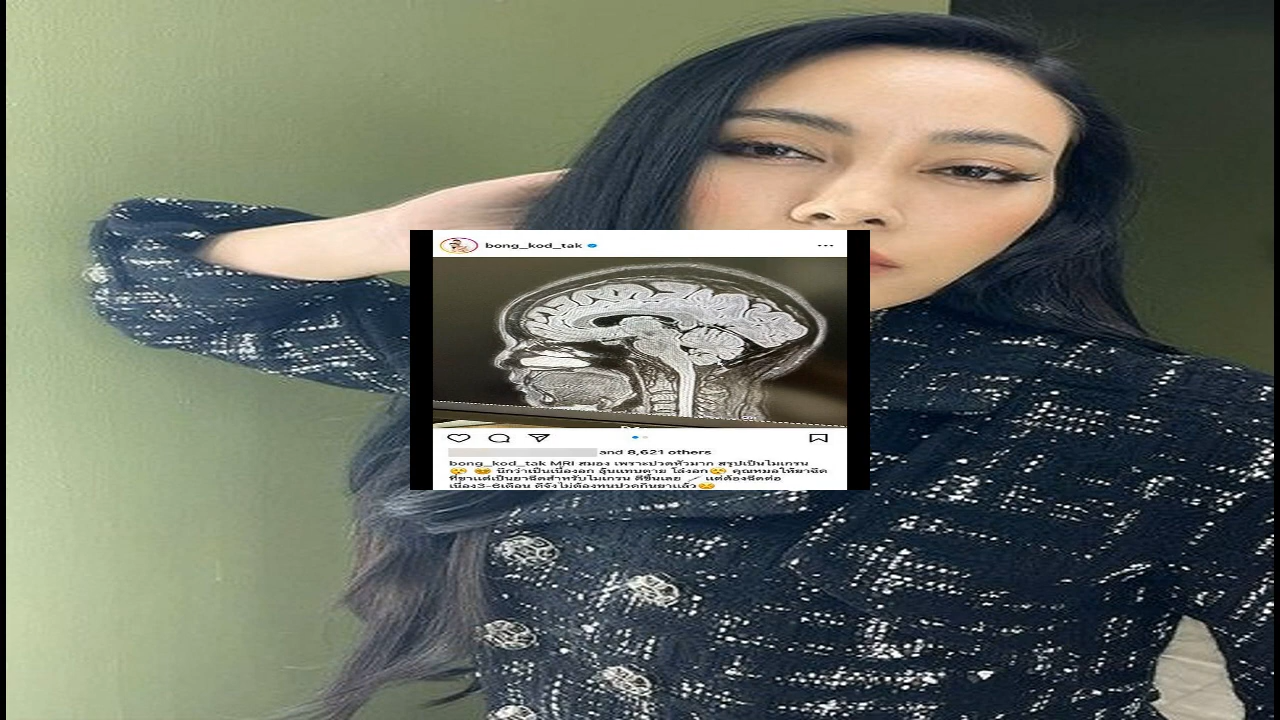 bong_kod_tak
and 8,621 others
bong_kod_tak MRI สมอง เพราะปวดหัวมาก สรุปเป็นไมเกรน
นึกว่าเป็นเนื้องอก ลุ้นแทบตาย โล่งอก คุณหมอให้ยาฉีด
ที่ขาแต่เป็นยาฉีดสำหรับไมเกรน ดีขึ้นเลย แต่ต้องฉีดต่อ
เนื่อง3-6เดือน ดีจังไม่ต้องทนปวดกินยาแล้ว